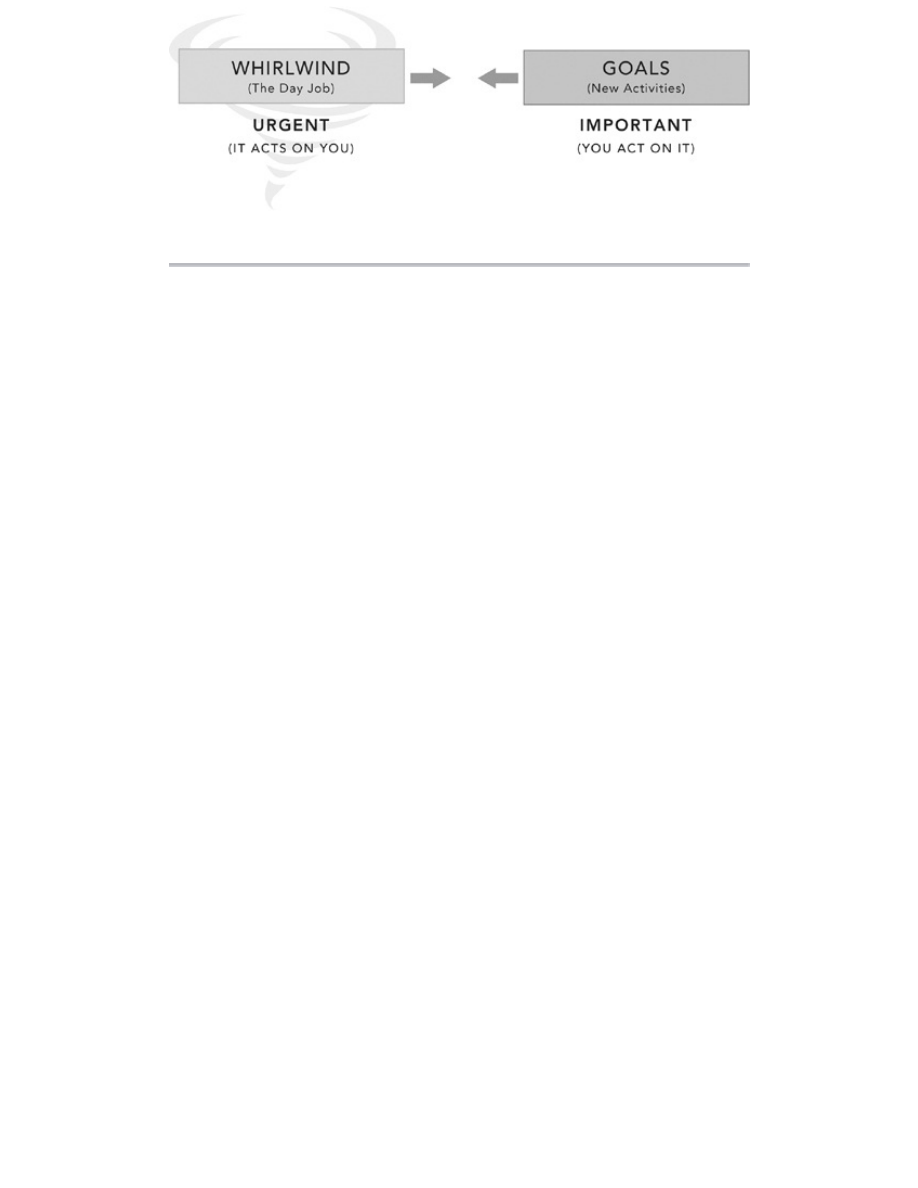 WHIRLWIND
(The Day Job)
URGENT
(IT ACTS ON YOU)
GOALS
(New Activities)
IMPORTANT
(YOU ACT ON IT)